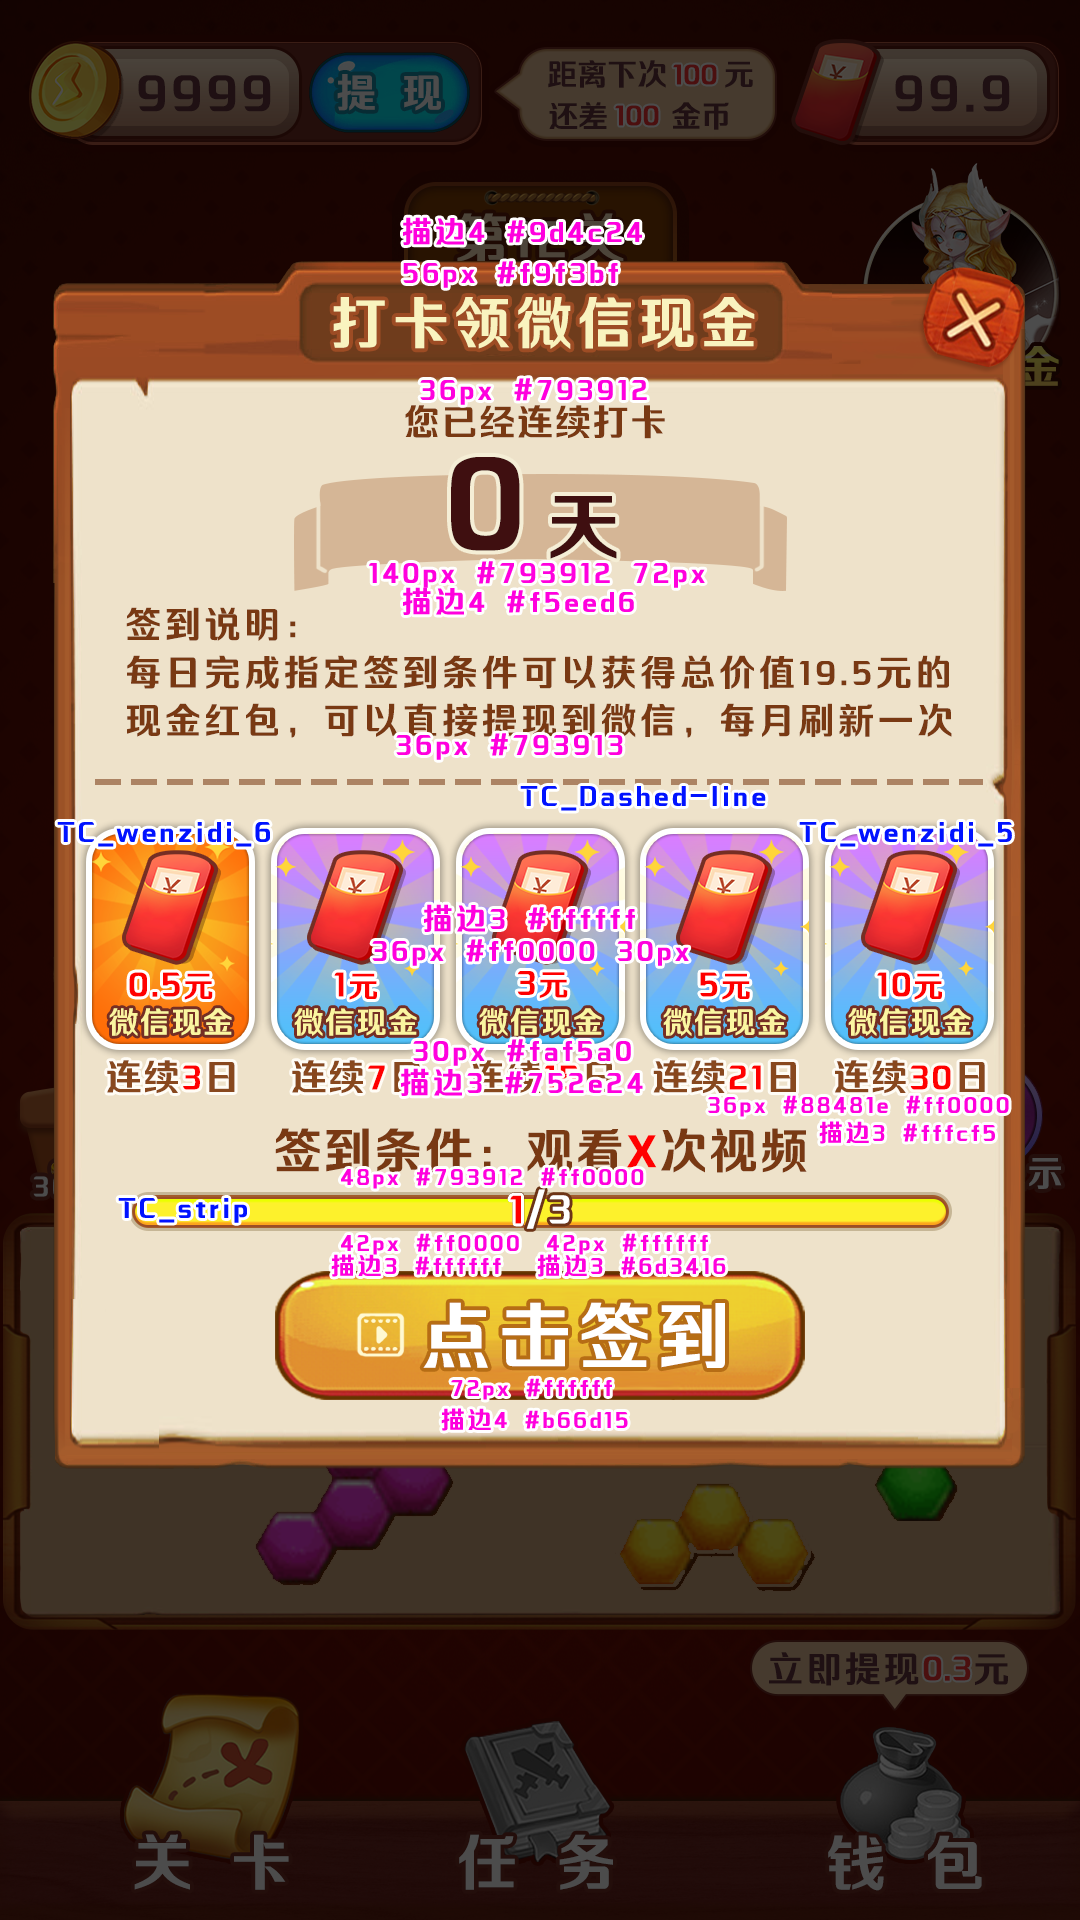 9999
提 现
距离下次100元
还差100 金币
99.9
描边4 #9d4c24
56px #f9f3bf
打卡领微信现金
金
36px #793912
您已经连续打卡
0 天
140px #793912 72px
描边4 #f5eed6
签到说明：
每日完成指定签到条件可以获得总价值19.5元的
现金红包，可以直接提现到微信，每月刷新一次
36px #793913
TC_Dashed-line
TC_wenzidi_6
TC_wenzidi_5
描边3 #ffffff
36px #ff0000 30px
0.5元
1元
3元
5元
10元
微信现金
微信现金
微信现金
微信现金
微信现金
30px #faf5a0
描边3 #752e24
连续3日
连续7日
连续15日
连续21日
连续30日
36px #88481e #ff0000
描边3 #fffcf5
签到条件：观看X次视频
48px #793912 #ff0000
示
TC_strip
1/3
42px #ff0000 42px #ffffff
描边3 #ffffff 描边3 #6d3416
点击签到
72px #ffffff
描边4 #b66d15
立即提现0.3元
关 卡
任 务
钱 包